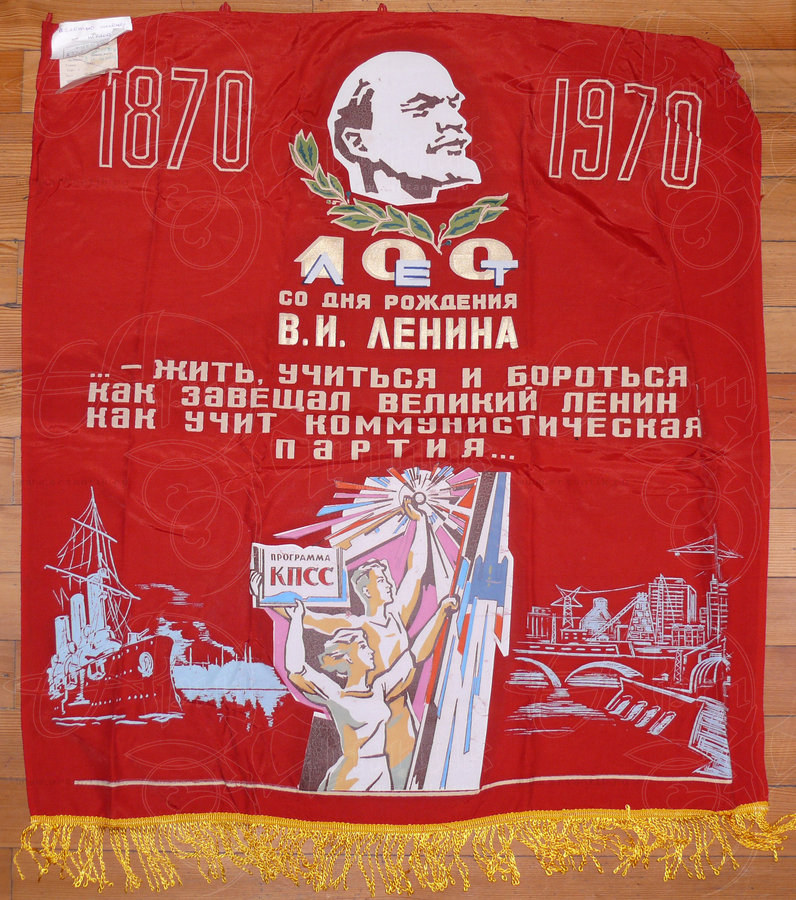 1870
1970
100
ЛЕТ
СО ДНЯ РОЖДЕНИЯ
В.И. ЛЕНИНА
...– ЖИТЬ, УЧИТЬСЯ И БОРОТЬСЯ
КАК ЗАВЕЩАЛ ВЕЛИКИЙ ЛЕНИН,
КАК УЧИТ КОММУНИСТИЧЕСКАЯ
ПАРТИЯ...
ПРОГРАММА
КПСС